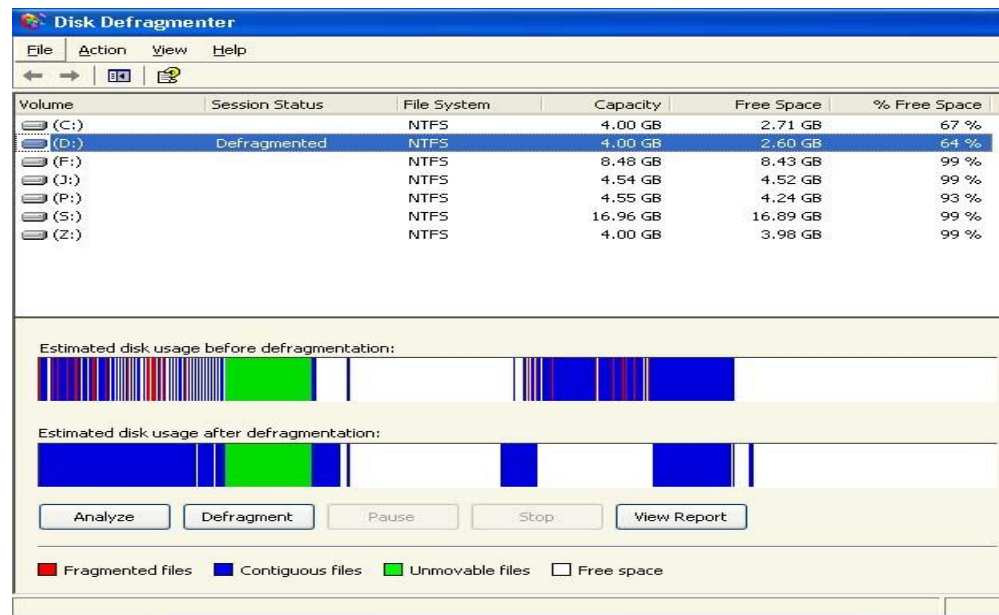 Disk Defragmenter
File Action View Help
Volume Session Status File System Capacity Free Space % Free Space
(C:) NTFS 4.00 GB 2.71 GB 67 %
(D:) Defragmented NTFS 4.00 GB 2.60 GB 64 %
(F:) NTFS 8.48 GB 8.43 GB 99 %
(J:) NTFS 4.54 GB 4.52 GB 99 %
(P:) NTFS 4.55 GB 4.24 GB 93 %
(S:) NTFS 16.96 GB 16.89 GB 99 %
(Z:) NTFS 4.00 GB 3.98 GB 99 %
Estimated disk usage before defragmentation:
Estimated disk usage after defragmentation:
Analyze Defragment Pause Stop View Report
Fragmented files Contiguous files Unmovable files Free space